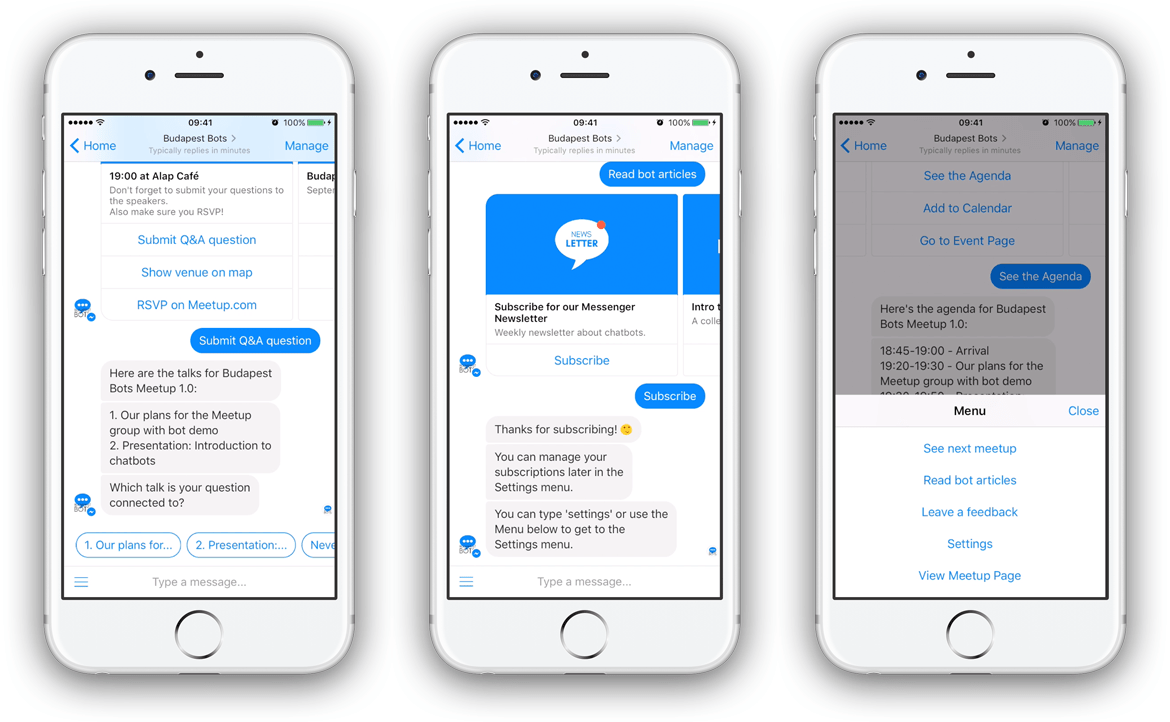 09:41
100%
Home
Budapest Bots
Typically replies in minutes
Manage
19:00 at Alap Café
Don't forget to submit your questions to
the speakers.
Also make sure you RSVP!
Submit Q&A question
Show venue on map
RSVP on Meetup.com
Budap
Septe
BOT
Submit Q&A question
Here are the talks for Budapest
Bots Meetup 1.0:
1. Our plans for the Meetup
group with bot demo
2. Presentation: Introduction to
chatbots
Which talk is your question
connected to?
BOT
1. Our plans for...
2. Presentation:...
Neve
Type a message...
09:41
100%
Home
Budapest Bots
Typically replies in minutes
Manage
Read bot articles
NEWS
LETTER
Subscribe for our Messenger
Newsletter
Weekly newsletter about chatbots.
Subscribe
Intro t
A colle
BOT
Subscribe
Thanks for subscribing!
You can manage your
subscriptions later in the
Settings menu.
You can type 'settings' or use the
Menu below to get to the
Settings menu.
BOT
Type a message...
09:41
100%
Home
Budapest Bots
Typically replies in minutes
Manage
See the Agenda
Add to Calendar
Go to Event Page
See the Agenda
Here's the agenda for Budapest
Bots Meetup 1.0:
18:45-19:00 - Arrival
19:20-19:30 - Our plans for the
Meetup group with bot demo
Menu
Close
See next meetup
Read bot articles
Leave a feedback
Settings
View Meetup Page